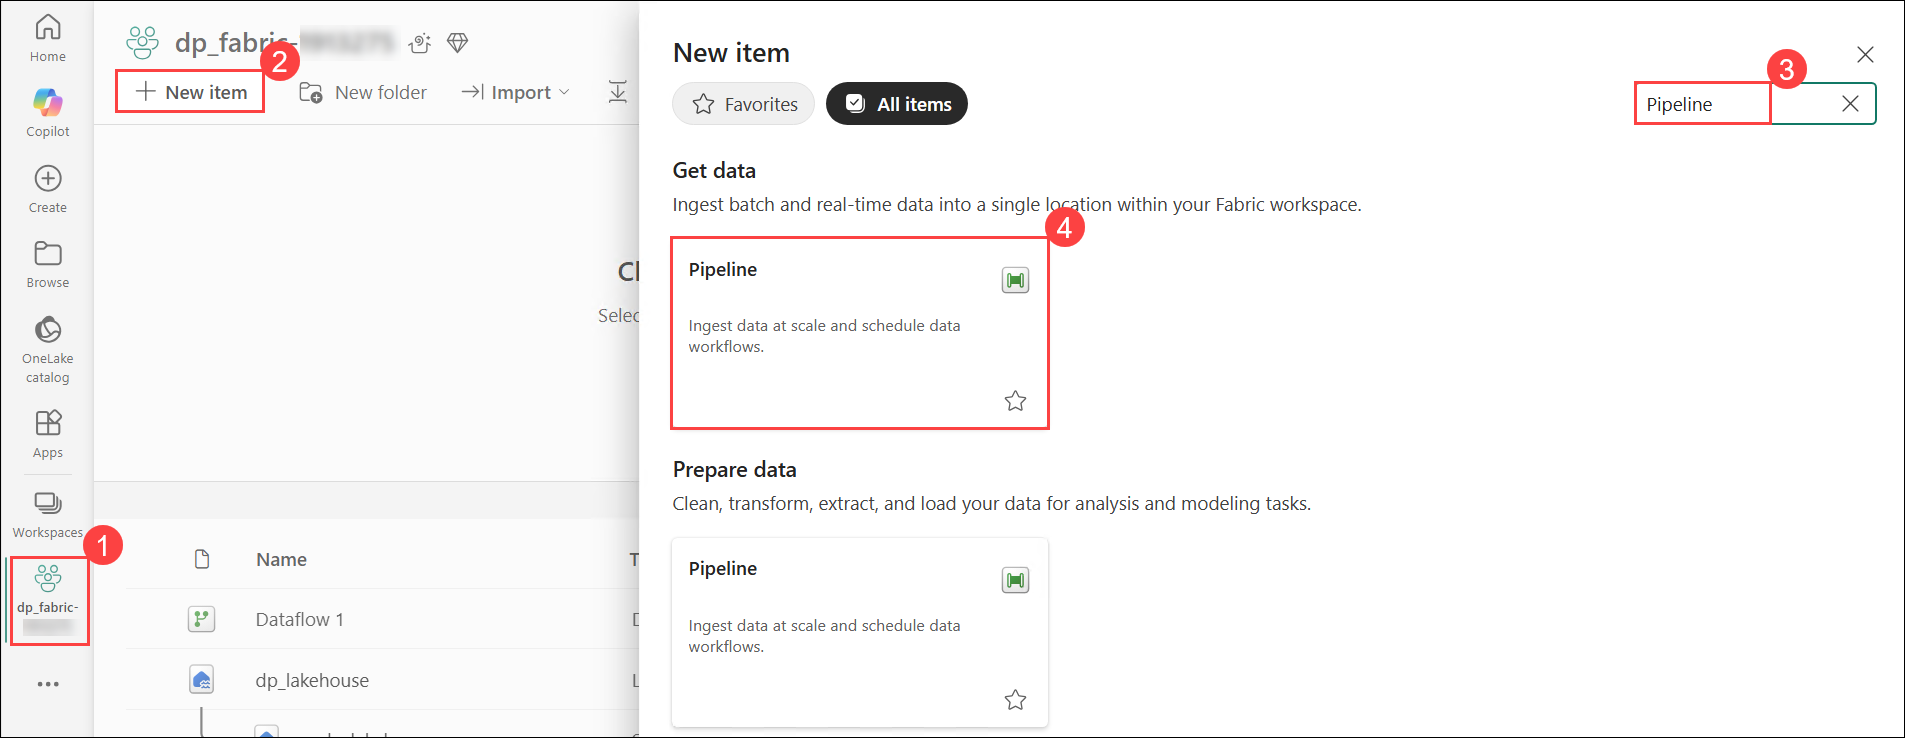 Home
Copilot
Create
Browse
OneLake
catalog
Apps
Workspaces
1
dp_fabric-
dp_fabric-
2
New item
New folder
Import
Name
Dataflow 1
dp_lakehouse
New item
Favorites
All items
3
Pipeline
Get data
Ingest batch and real-time data into a single location within your Fabric workspace.
4
Pipeline
Ingest data at scale and schedule data
workflows.
Prepare data
Clean, transform, extract, and load your data for analysis and modeling tasks.
Pipeline
Ingest data at scale and schedule data
workflows.